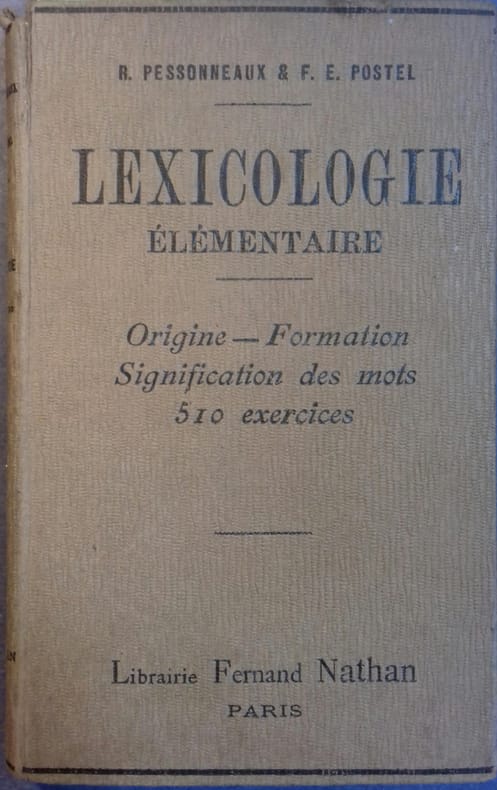 R. PESSONNEAUX & F. E. POSTEL
LEXICOLOGIE
ÉLÉMENTAIRE
Origine — Formation
Signification des mots
510 exercices
Librairie Fernand Nathan
PARIS